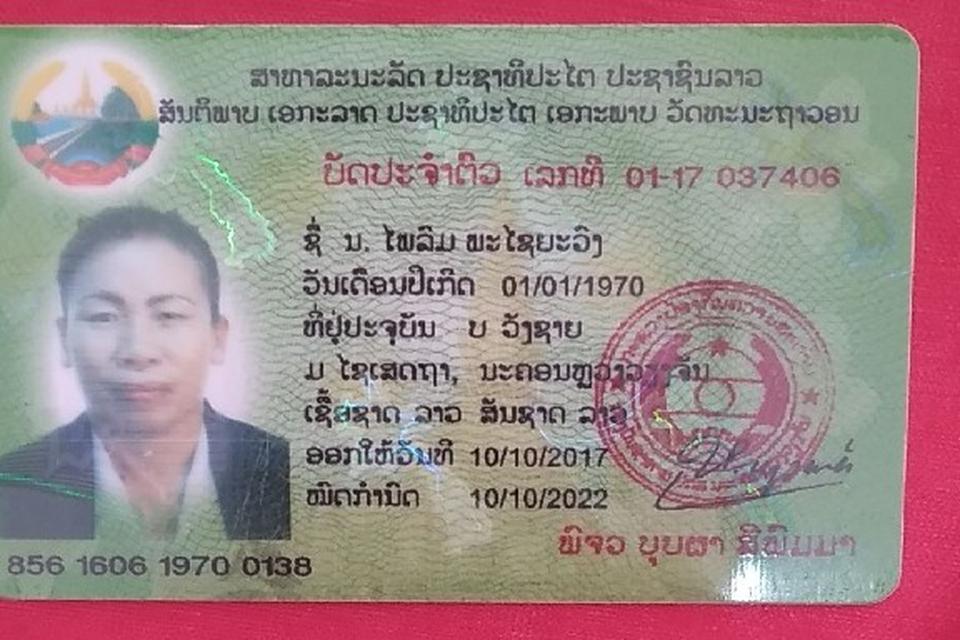 ສາທາລະນະລັດ ປະຊາທິປະໄຕ ປະຊາຊົນລາວ
ສັນຕິພາບ ເອກະລາດ ປະຊາທິປະໄຕ ເອກະພາບ ວັດທະນະຖາວອນ
ບັດປະຈຳຕົວ ເລກທີ 01-17 037406
ຊື່ ນ. ໄພລິມ ພະໄຊຍະວົງ
ວັນເດືອນປີເກີດ 01/01/1970
ທີ່ຢູ່ປະຈຸບັນ ບ ວັງຊາຍ
ມ ໄຊເສດຖາ, ນະຄອນຫຼວງວຽງຈັນ
ເຊື້ອຊາດ ລາວ ສັນຊາດ ລາວ
ອອກໃຫ້ວັນທີ 10/10/2017
ໝົດກຳນົດ 10/10/2022
ພົຈວ ບຸບຜາ ສີພົມມາ
856 1606 1970 0138